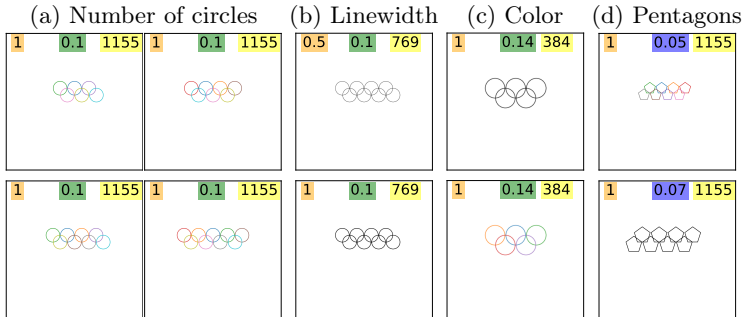 (a) Number of circles (b) Linewidth (c) Color (d) Pentagons
1 0.1 1155 1 0.1 1155 0.5 0.1 769 1 0.14 384 1 0.05 1155
1 0.1 1155 1 0.1 1155 1 0.1 769 1 0.14 384 1 0.07 1155